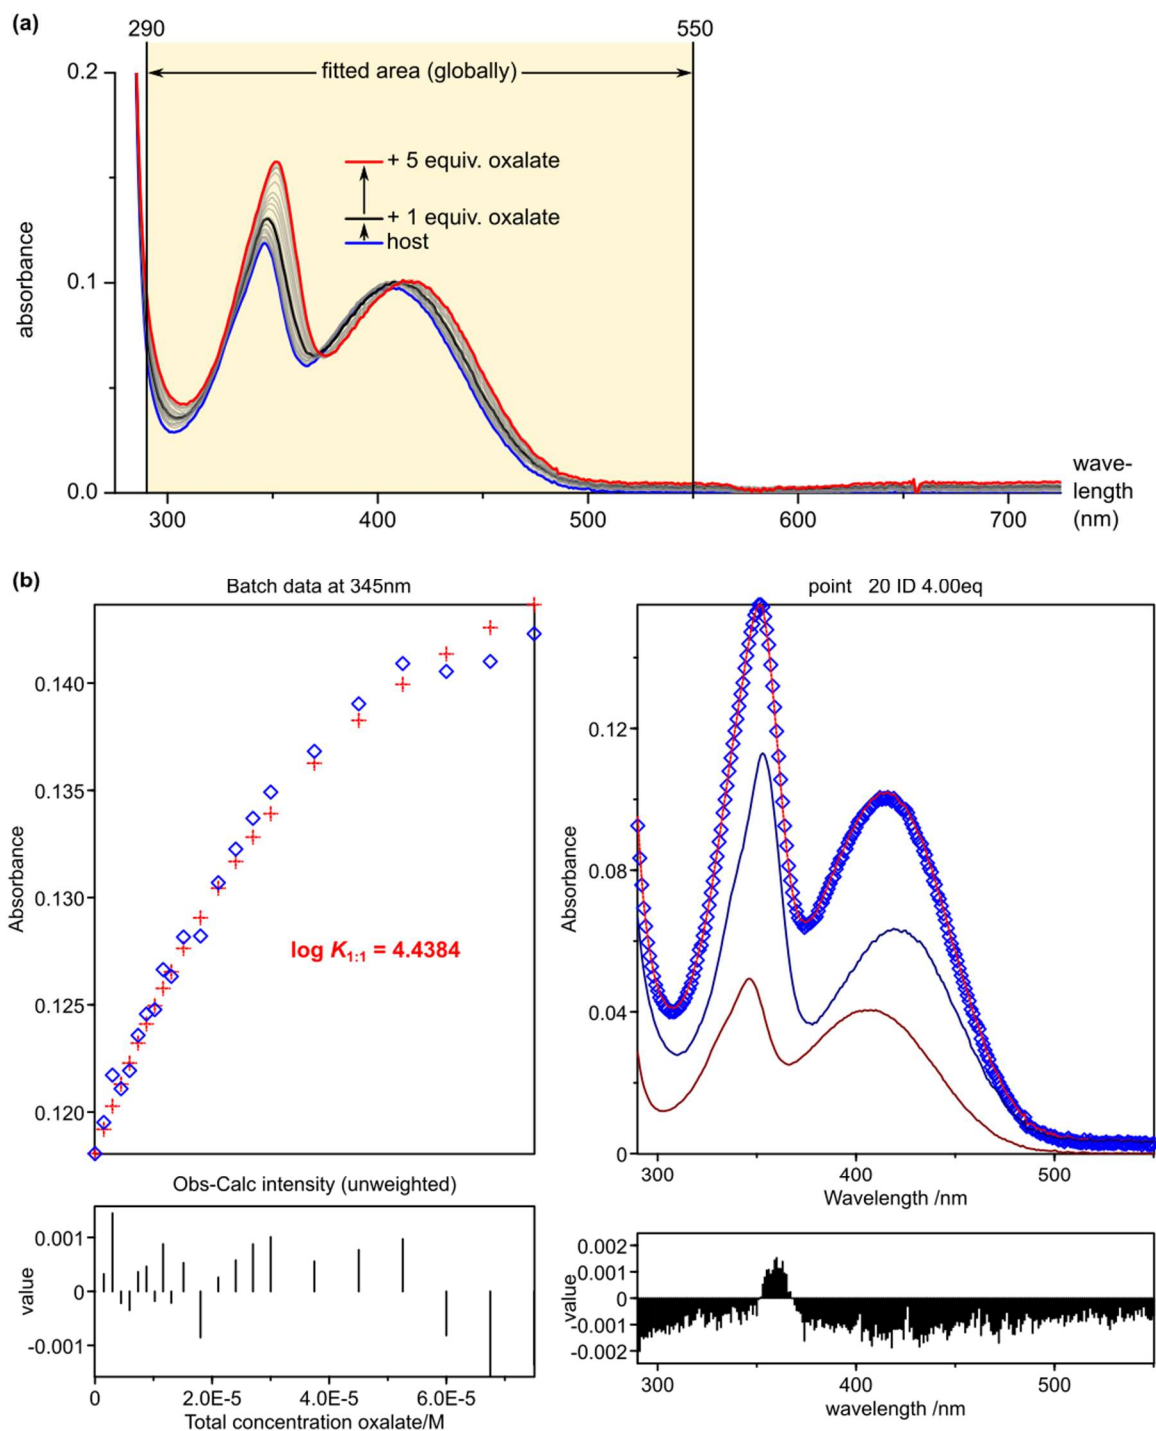 (a)
290
550
0.2
fitted area (globally)
+ 5 equiv. oxalate
+ 1 equiv. oxalate
host
absorbance
0.1
0.0
300
400
500
600
700
wave-
length
(nm)
(b)
Batch data at 345nm
0.140
0.135
0.130
0.125
0.120
Absorbance
log K1:1 = 4.4384
Obs-Calc intensity (unweighted)
0.001
0
-0.001
value
0
2.0E-5
4.0E-5
6.0E-5
Total concentration oxalate/M
point 20 ID 4.00eq
0.12
0.08
0.04
0
Absorbance
300
400
500
Wavelength /nm
0.002
0.001
0
-0.001
-0.002
value
300
400
500
wavelength /nm